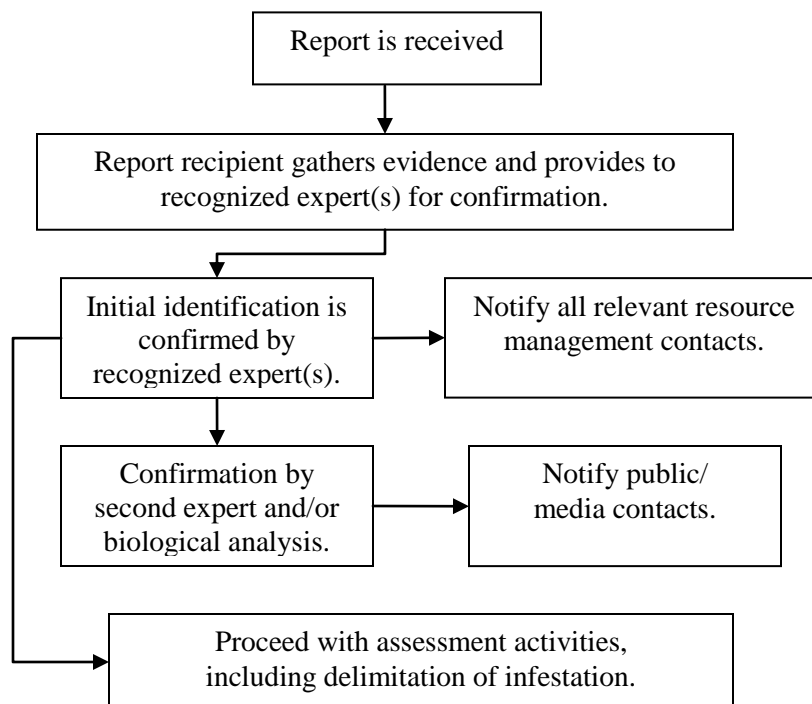 Report is received
Report recipient gathers evidence and provides to
recognized expert(s) for confirmation.
Initial identification is
confirmed by
recognized expert(s).
Notify all relevant resource
management contacts.
Confirmation by
second expert and/or
biological analysis.
Notify public/
media contacts.
Proceed with assessment activities,
including delimitation of infestation.